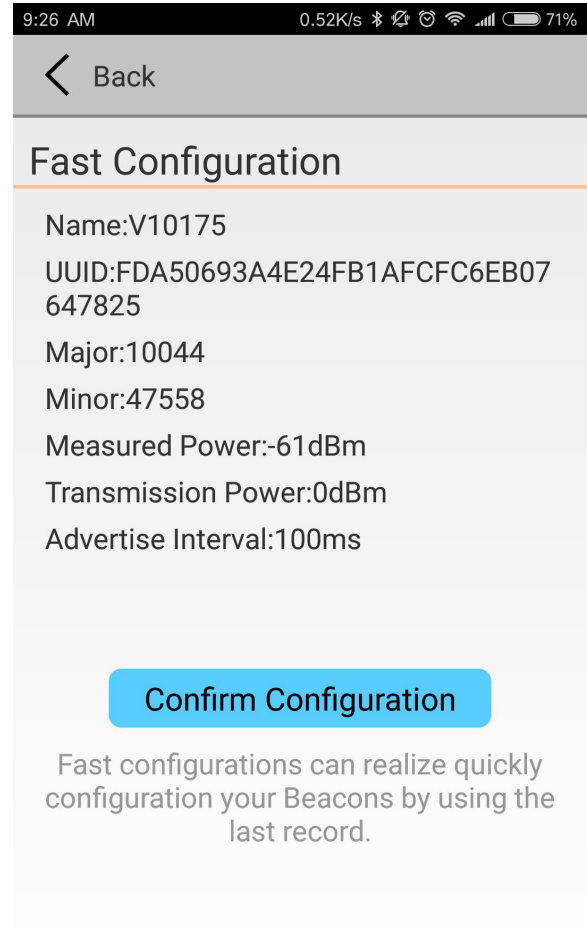 9:26 AM 0.52K/s 71%
Back
Fast Configuration
Name:V10175
UUID:FDA50693A4E24FB1AFCFC6EB07
647825
Major:10044
Minor:47558
Measured Power:-61dBm
Transmission Power:0dBm
Advertise Interval:100ms
Confirm Configuration
Fast configurations can realize quickly
configuration your Beacons by using the
last record.